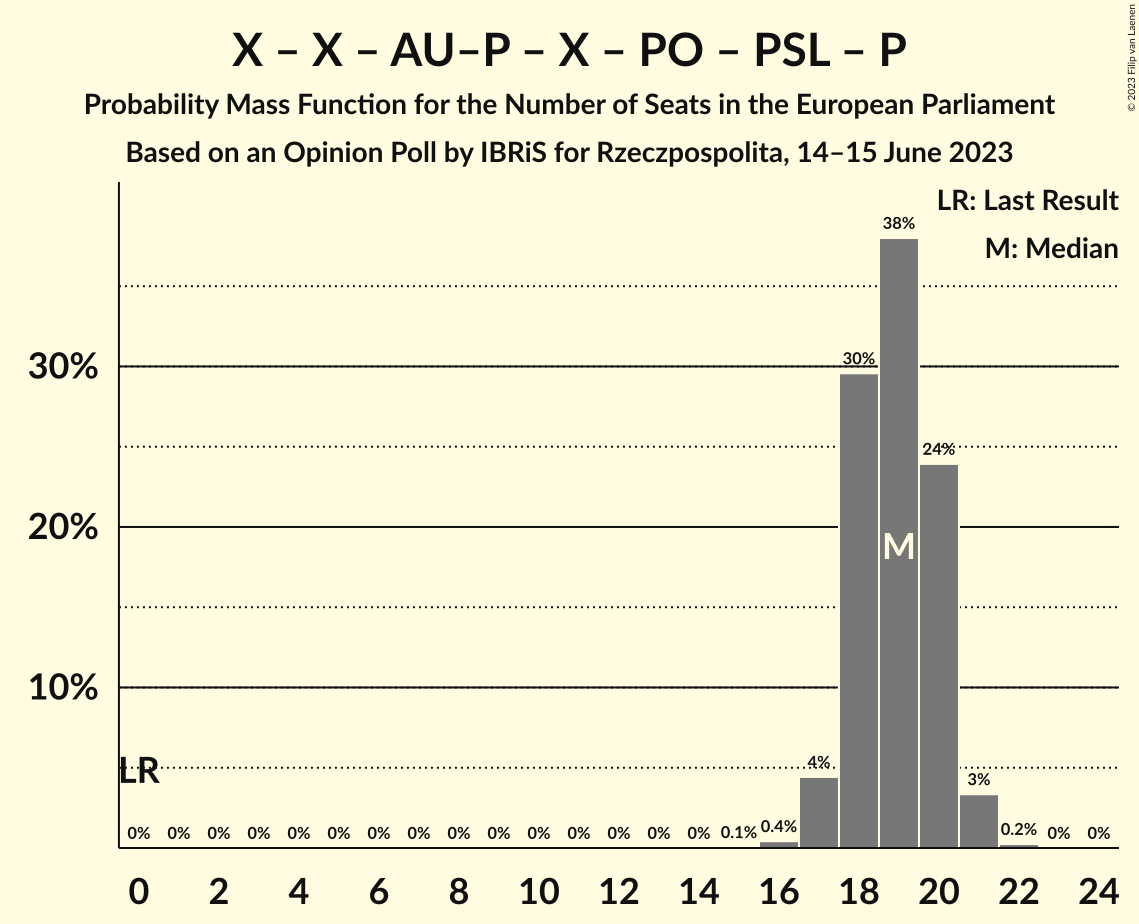 X – X – AU–P – X – PO – PSL – P
Probability Mass Function for the Number of Seats in the European Parliament
Based on an Opinion Poll by IBRiS for Rzeczpospolita, 14–15 June 2023
© 2023 Filip van Laenen
LR: Last Result
M: Median
38%
30%
30%
24%
20%
M
10%
LR
4%
3%
0% 0% 0% 0% 0% 0% 0% 0% 0% 0% 0% 0% 0% 0% 0% 0.1% 0.4% 0.2% 0% 0%
0 2 4 6 8 10 12 14 16 18 20 22 24